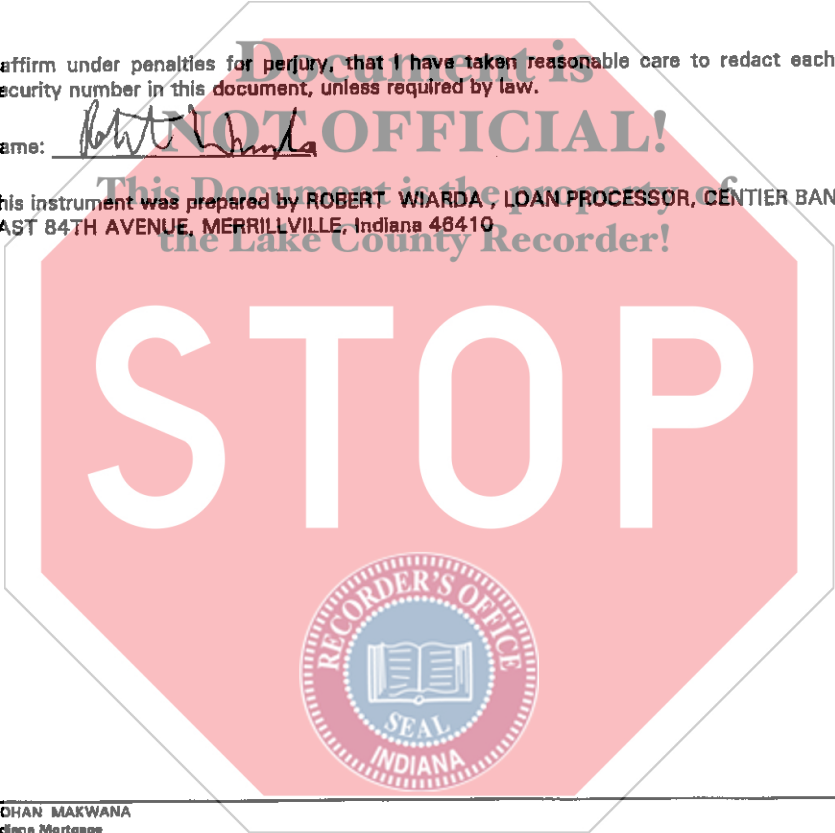 Document is
affirm under penalties for perjury, that I have taken reasonable care to redact each
ecurity number in this document, unless required by law.
NOT OFFICIAL!
ame:
This Document is the property of
his instrument was prepared by ROBERT WIARDA , LOAN PROCESSOR, CENTIER BAN
AST 84TH AVENUE, MERRILLVILLE, Indiana 46410
the Lake County Recorder!
STOP
RECORDER'S OFFICE
SEAL
INDIANA
OHAN MAKWANA
diana Mortgage